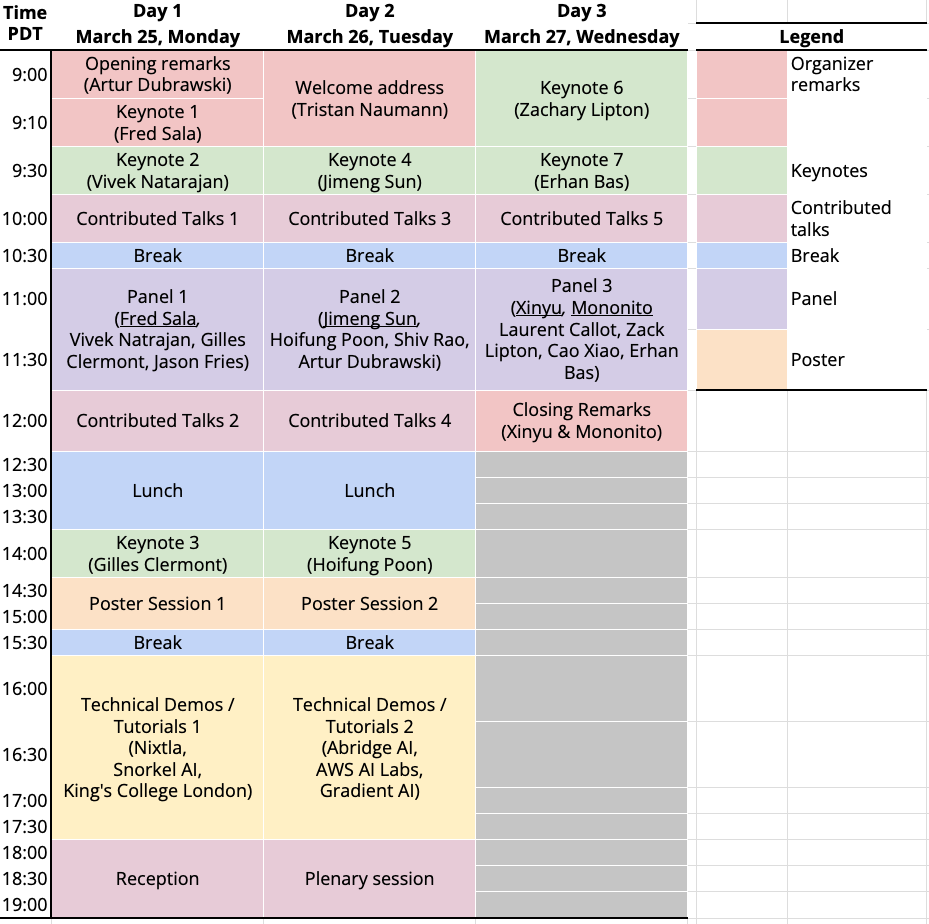 Time
PDT
Day 1
March 25, Monday
Day 2
March 26, Tuesday
Day 3
March 27, Wednesday
Legend
9:00
Opening remarks
(Artur Dubrawski)
Welcome address
(Tristan Naumann)
Keynote 6
(Zachary Lipton)
Organizer
remarks
9:10
Keynote 1
(Fred Sala)
9:30
Keynote 2
(Vivek Natarajan)
Keynote 4
(Jimeng Sun)
Keynote 7
(Erhan Bas)
Keynotes
10:00
Contributed Talks 1
Contributed Talks 3
Contributed Talks 5
Contributed
talks
10:30
Break
Break
Break
Break
11:00
Panel 1
(Fred Sala,
Vivek Natrajan, Gilles
Clermont, Jason Fries)
Panel 2
(Jimeng Sun,
Hoifung Poon, Shiv Rao,
Artur Dubrawski)
Panel 3
(Xinyu, Mononito
Laurent Callot, Zack
Lipton, Cao Xiao, Erhan
Bas)
Panel
11:30
Poster
12:00
Contributed Talks 2
Contributed Talks 4
Closing Remarks
(Xinyu & Mononito)
12:30
13:00
Lunch
Lunch
13:30
14:00
Keynote 3
(Gilles Clermont)
Keynote 5
(Hoifung Poon)
14:30
Poster Session 1
Poster Session 2
15:00
15:30
Break
Break
16:00
Technical Demos /
Tutorials 1
(Nixtla,
Snorkel AI,
King's College London)
Technical Demos /
Tutorials 2
(Abridge AI,
AWS AI Labs,
Gradient AI)
16:30
17:00
17:30
18:00
18:30
Reception
Plenary session
19:00